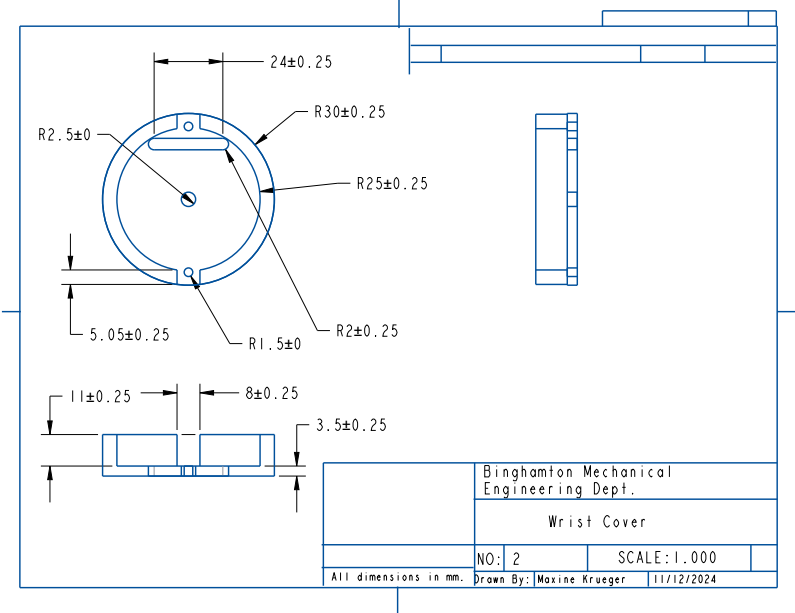 24±0.25
R30±0.25
R2.5±0
R25±0.25
5.05±0.25
R1.5±0
R2±0.25
11±0.25
8±0.25
3.5±0.25
Binghamton Mechanical
Engineering Dept.
Wrist Cover
NO: 2
SCALE:1.000
All dimensions in mm.
Drawn By: Maxine Krueger
11/12/2024